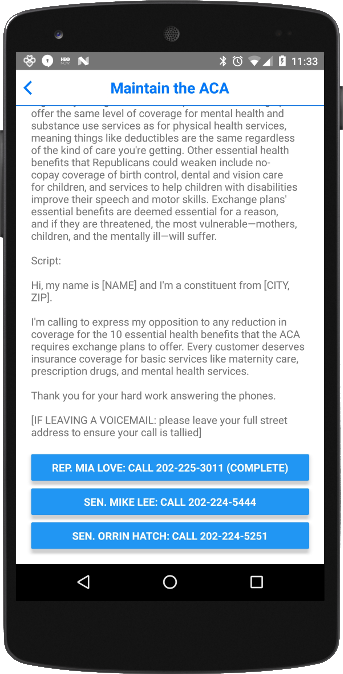 HBO
N
11:33
Maintain the ACA
offer the same level of coverage for mental health and
substance use services as for physical health services,
meaning things like deductibles are the same regardless
of the kind of care you're getting. Other essential health
benefits that Republicans could weaken include no-
copay coverage of birth control, dental and vision care
for children, and services to help children with disabilities
improve their speech and motor skills. Exchange plans'
essential benefits are deemed essential for a reason,
and if they are threatened, the most vulnerable—mothers,
children, and the mentally ill—will suffer.
Script:
Hi, my name is [NAME] and I'm a constituent from [CITY,
ZIP].
I'm calling to express my opposition to any reduction in
coverage for the 10 essential health benefits that the ACA
requires exchange plans to offer. Every customer deserves
insurance coverage for basic services like maternity care,
prescription drugs, and mental health services.
Thank you for your hard work answering the phones.
[IF LEAVING A VOICEMAIL: please leave your full street
address to ensure your call is tallied]
REP. MIA LOVE: CALL 202-225-3011 (COMPLETE)
SEN. MIKE LEE: CALL 202-224-5444
SEN. ORRIN HATCH: CALL 202-224-5251